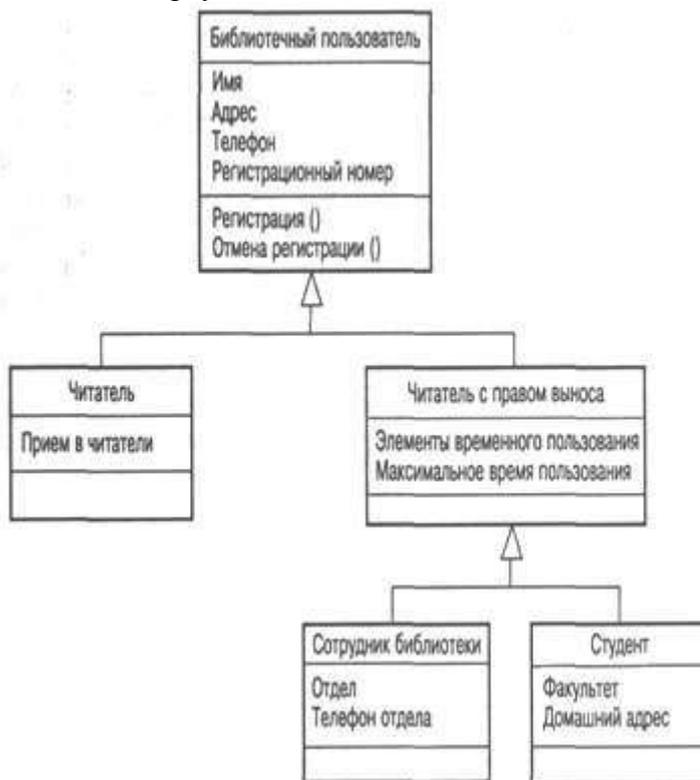 Библиотечный пользователь
Имя
Адрес
Телефон
Регистрационный номер
Регистрация ()
Отмена регистрации ()
Читатель
Прием в читатели
Читатель с правом выноса
Элементы временного пользования
Максимальное время пользования
Сотрудник библиотеки
Отдел
Телефон отдела
Студент
Факультет
Домашний адрес